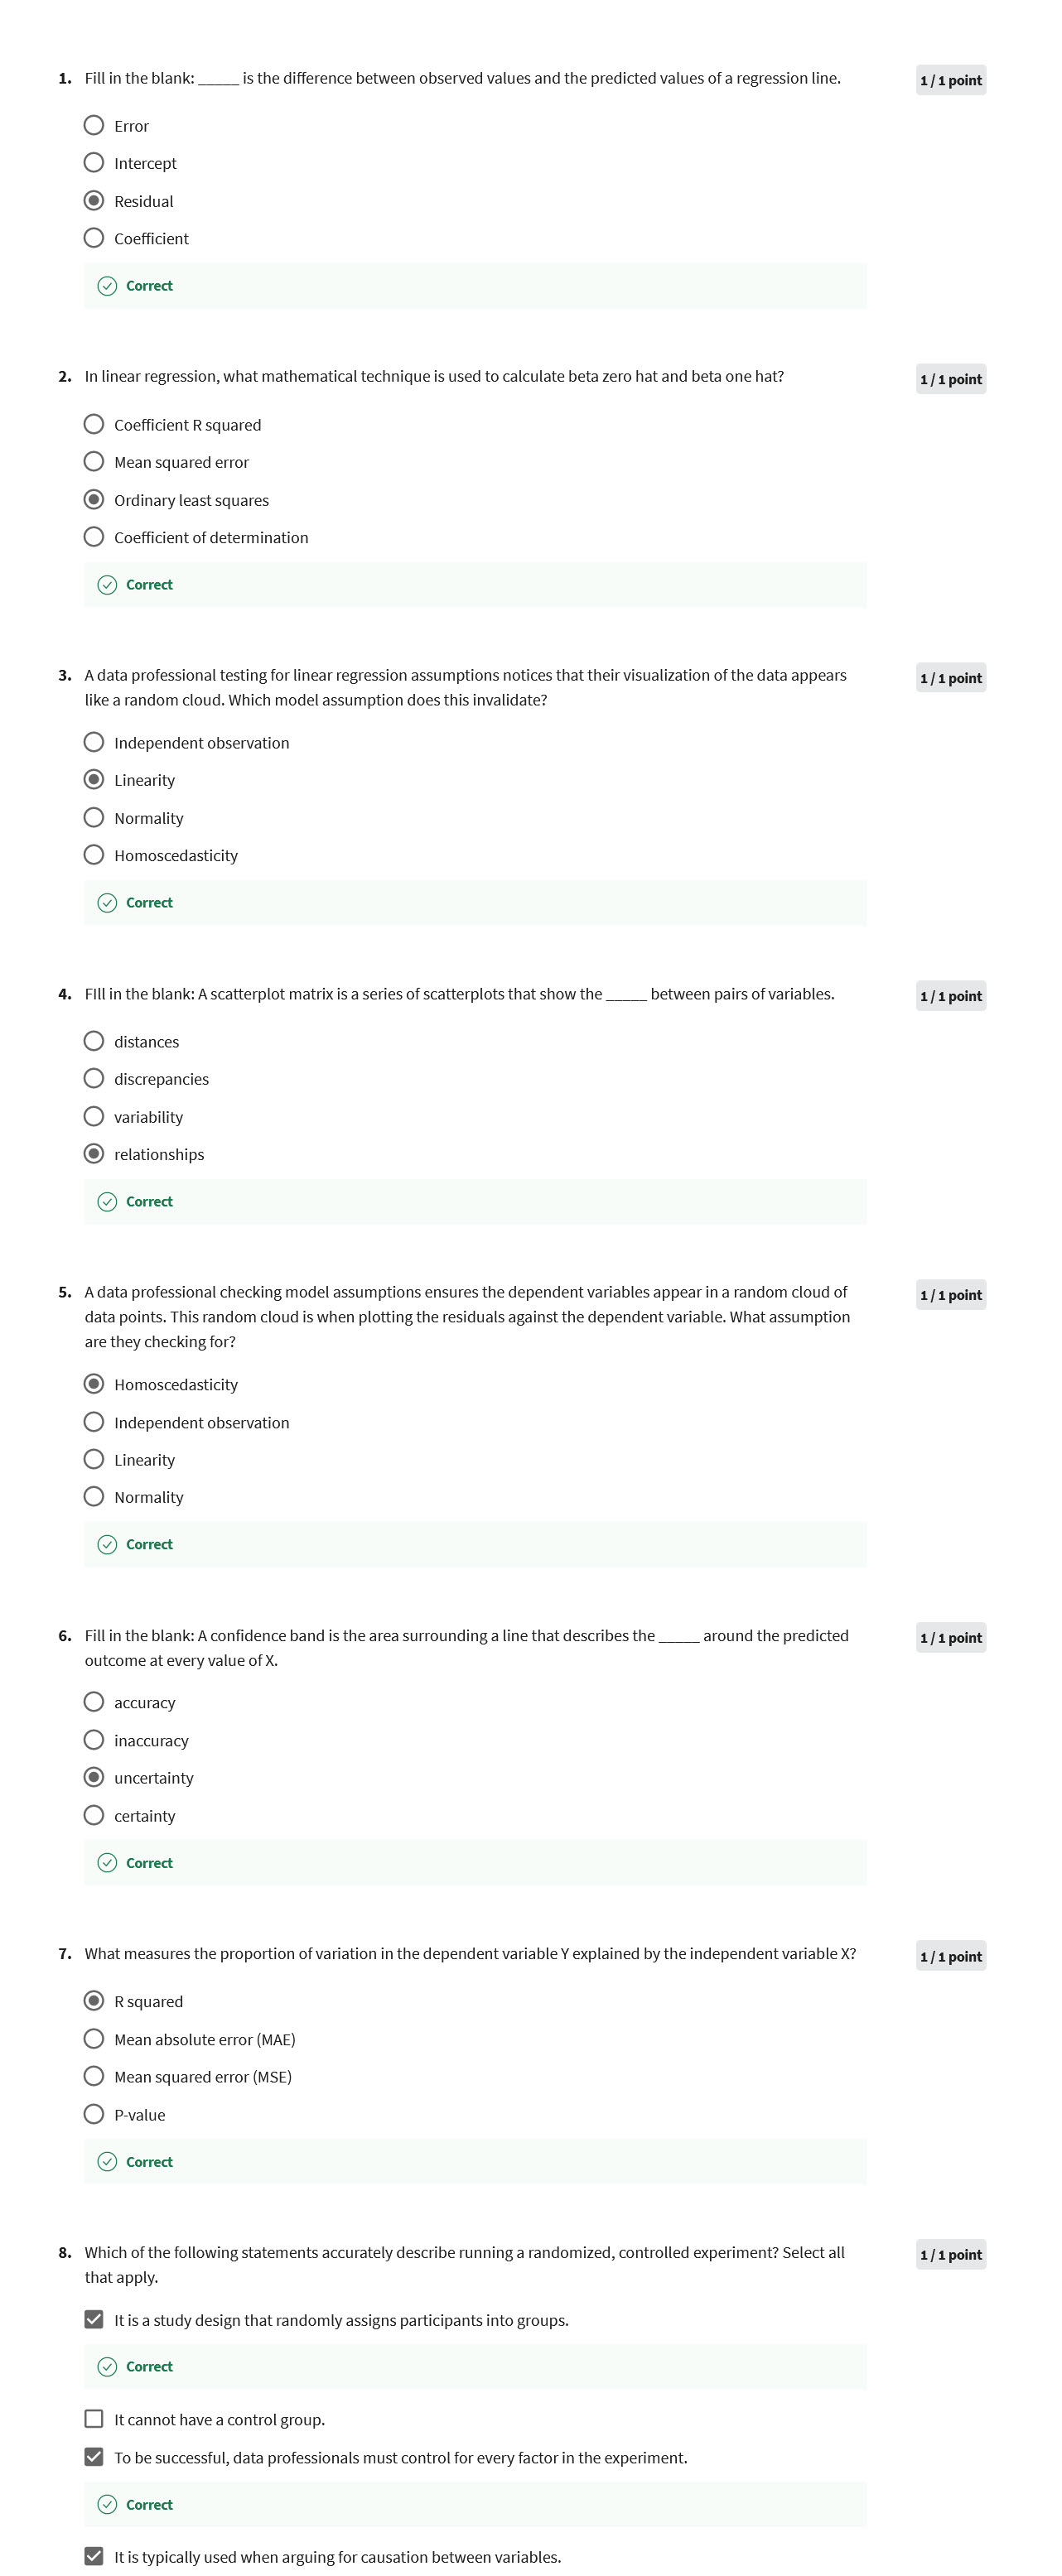 1. Fill in the blank: _____ is the difference between observed values and the predicted values of a regression line.
1 / 1 point
Error
Intercept
Residual
Coefficient
Correct
2. In linear regression, what mathematical technique is used to calculate beta zero hat and beta one hat?
1 / 1 point
Coefficient R squared
Mean squared error
Ordinary least squares
Coefficient of determination
Correct
3. A data professional testing for linear regression assumptions notices that their visualization of the data appears
like a random cloud. Which model assumption does this invalidate?
1 / 1 point
Independent observation
Linearity
Normality
Homoscedasticity
Correct
4. FIll in the blank: A scatterplot matrix is a series of scatterplots that show the _____ between pairs of variables.
1 / 1 point
distances
discrepancies
variability
relationships
Correct
5. A data professional checking model assumptions ensures the dependent variables appear in a random cloud of
data points. This random cloud is when plotting the residuals against the dependent variable. What assumption
are they checking for?
1 / 1 point
Homoscedasticity
Independent observation
Linearity
Normality
Correct
6. Fill in the blank: A confidence band is the area surrounding a line that describes the _____ around the predicted
outcome at every value of X.
1 / 1 point
accuracy
inaccuracy
uncertainty
certainty
Correct
7. What measures the proportion of variation in the dependent variable Y explained by the independent variable X?
1 / 1 point
R squared
Mean absolute error (MAE)
Mean squared error (MSE)
P-value
Correct
8. Which of the following statements accurately describe running a randomized, controlled experiment? Select all
that apply.
1 / 1 point
It is a study design that randomly assigns participants into groups.
Correct
It cannot have a control group.
To be successful, data professionals must control for every factor in the experiment.
Correct
It is typically used when arguing for causation between variables.